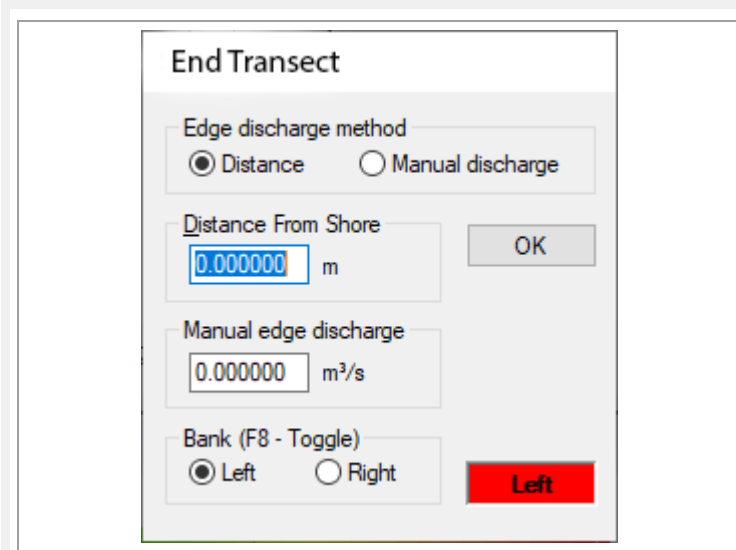 End Transect
Edge discharge method
Distance Manual discharge
Distance From Shore
0.000000 m
OK
Manual edge discharge
0.000000 m³/s
Bank (F8 - Toggle)
Left Right
Left